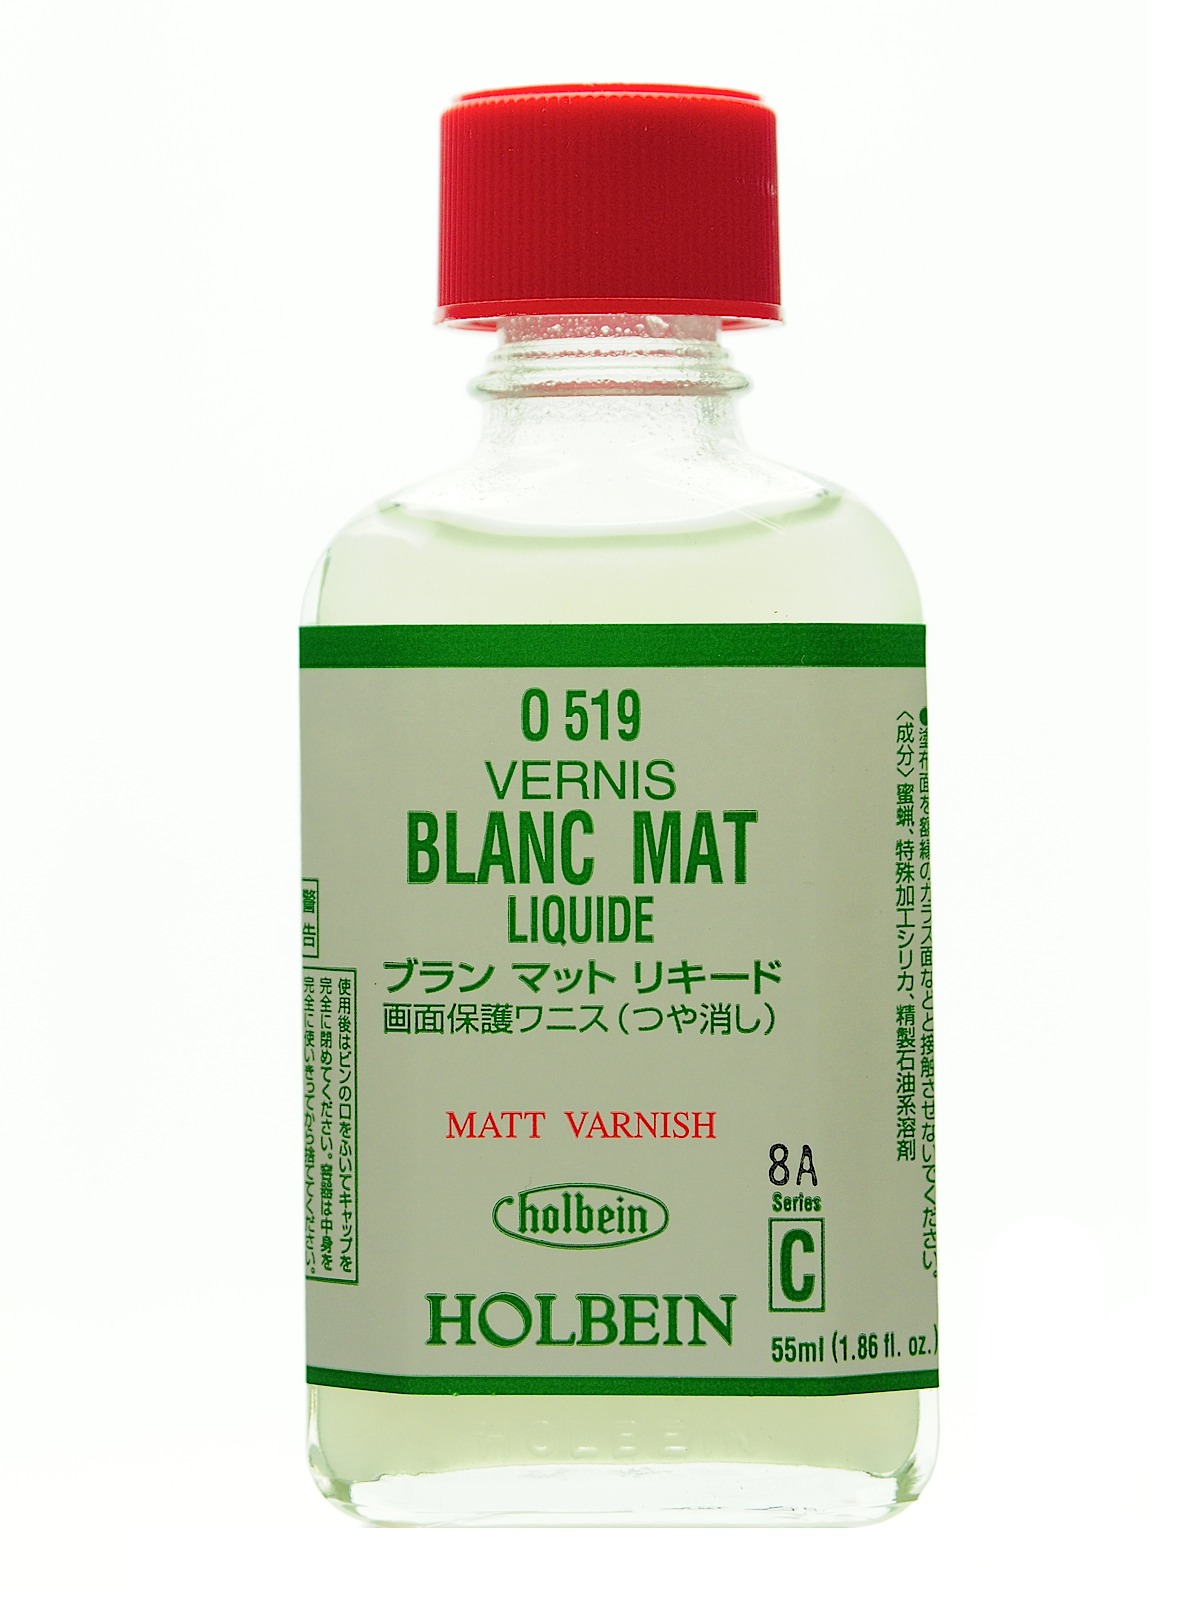 O 519
VERNIS
BLANC MAT
LIQUIDE
ブラン マット リキード
画面保護ワニス(つや消し)
MATT VARNISH
holbein
HOLBEIN
8A
Series
C
55ml (1.86 fl. oz.)
警告
使用後はビンの口をふいてキャップを
完全に閉めてください。容器は中身を
完全に使いきってから捨ててください。
●塗布面を額縁のガラス面などと接触させないでください。
〈成分〉蜜蝋、特殊加工シリカ、精製石油系溶剤
HOLBEIN